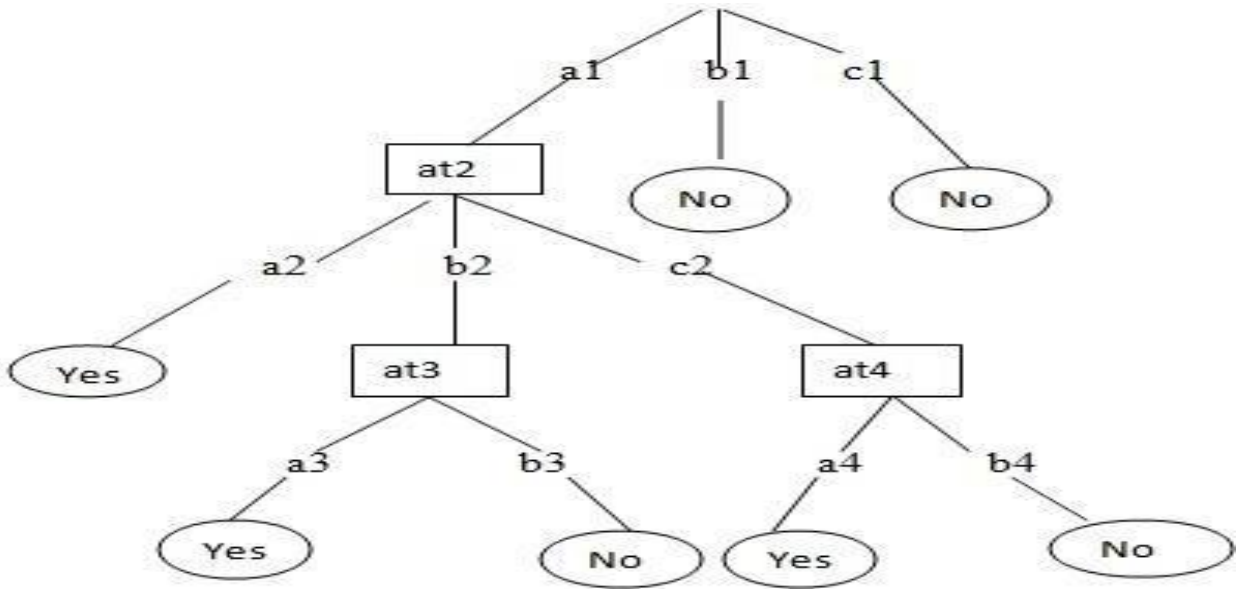 a1 b1 c1
at2 No No
a2 b2 c2
Yes at3 at4
a3 b3 a4 b4
Yes No Yes No